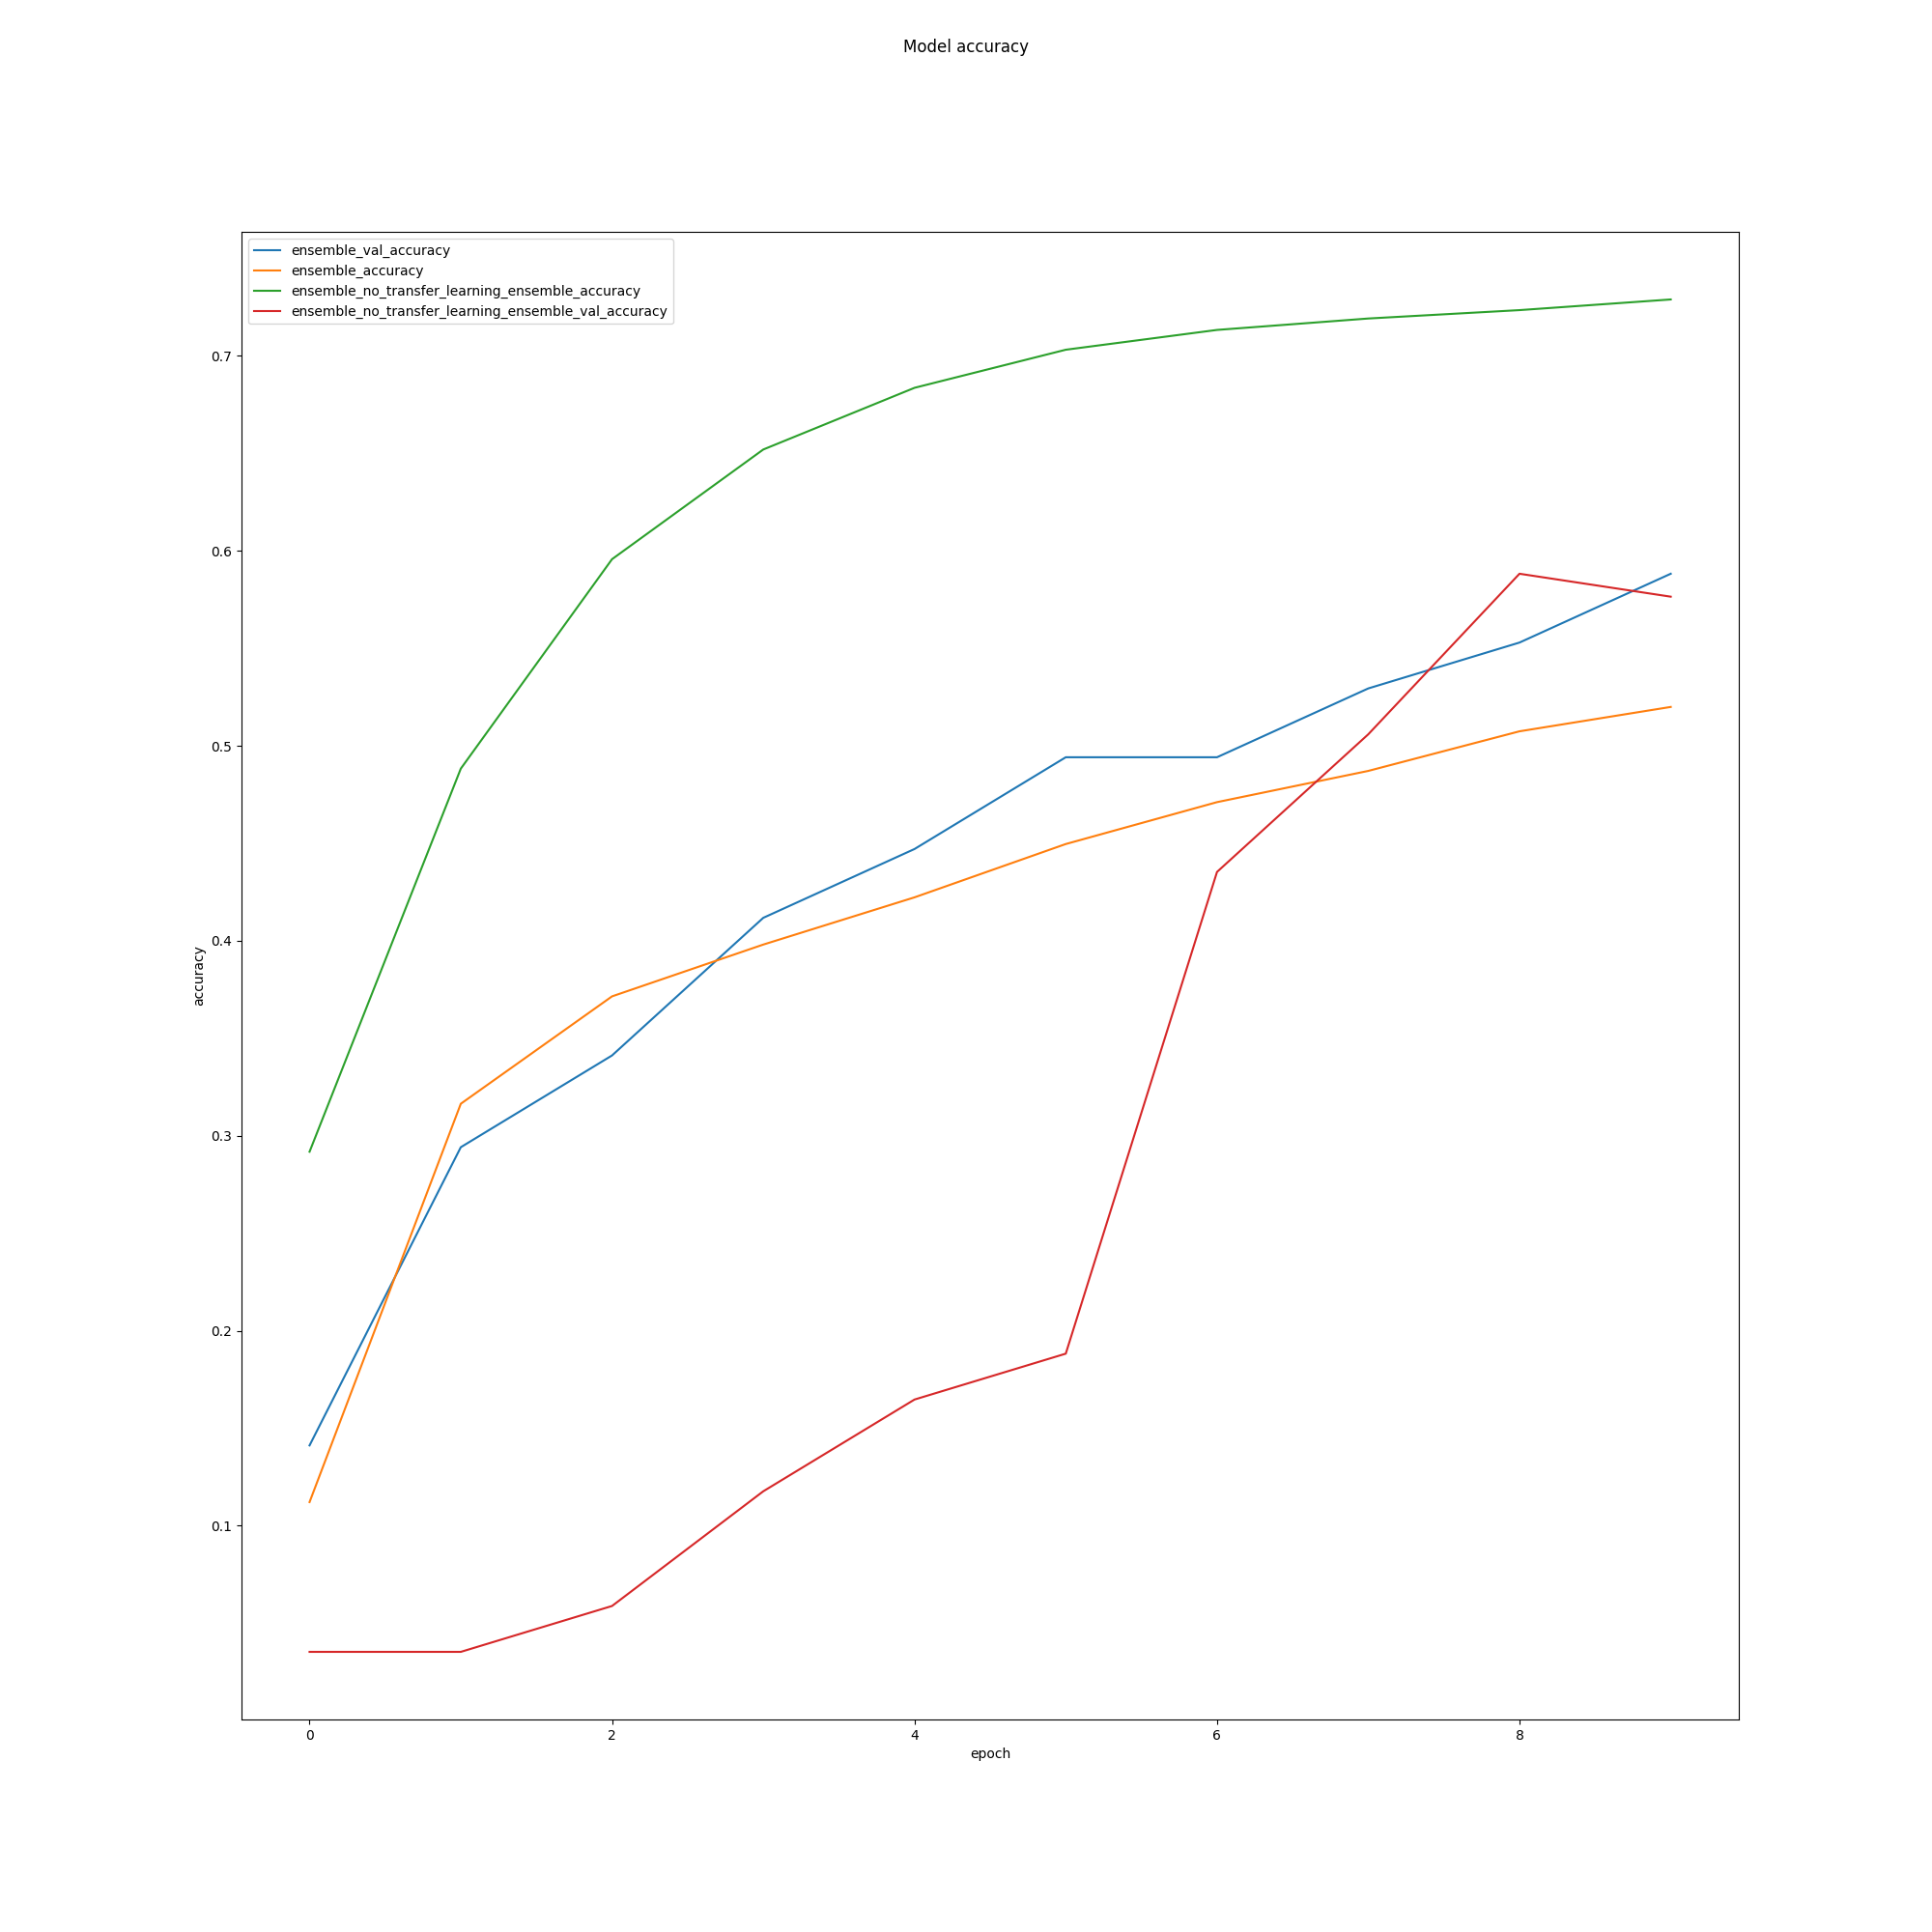 Model accuracy
ensemble_val_accuracy
ensemble_accuracy
ensemble_no_transfer_learning_ensemble_accuracy
ensemble_no_transfer_learning_ensemble_val_accuracy
0.7
0.6
0.5
0.4
0.3
0.2
0.1
accuracy
0 2 4 6 8
epoch